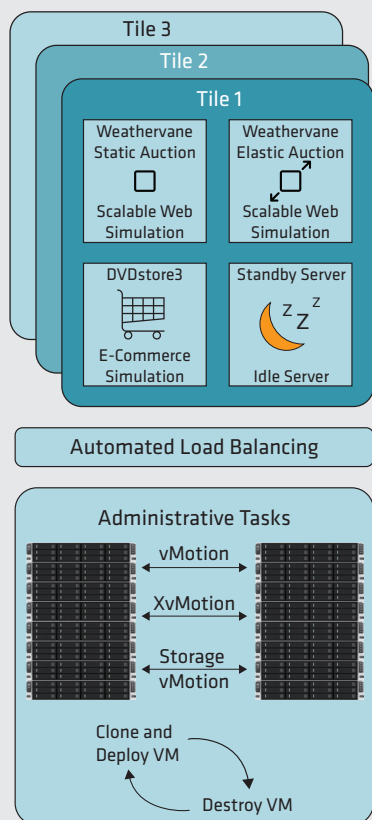 Tile 3
Tile 2
Tile 1
Weathervane
Static Auction
Scalable Web
Simulation
Weathervane
Elastic Auction
Scalable Web
Simulation
DVDstore3
E-Commerce
Simulation
Standby Server
Z Z Z
Idle Server
Automated Load Balancing
Administrative Tasks
vMotion
XvMotion
Storage
vMotion
Clone and
Deploy VM
Destroy VM